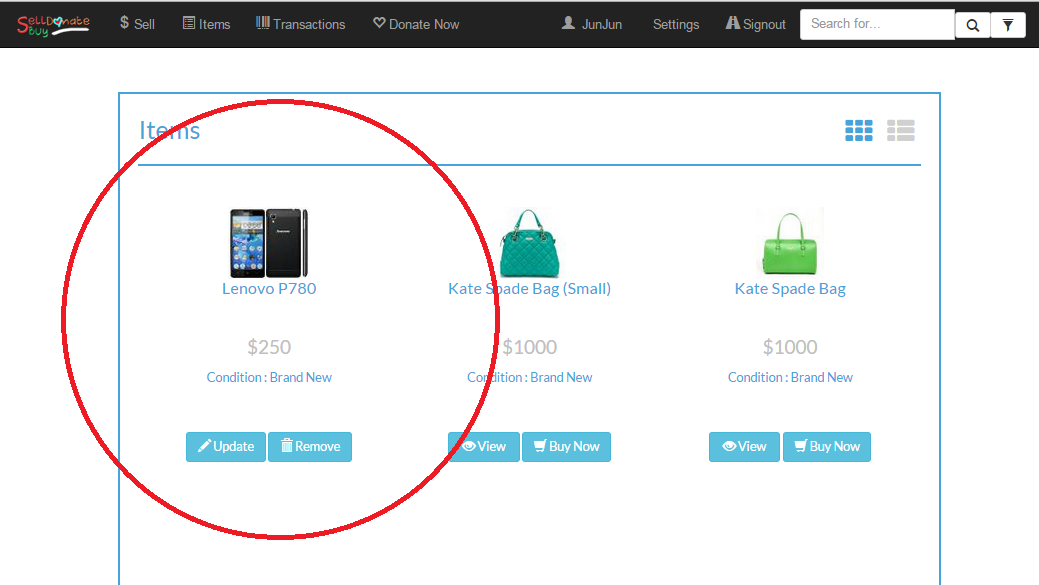 SellDonate
buy
$ Sell
Items
Transactions
Donate Now
JunJun
Settings
Signout
Search for...
Items
Lenovo P780
Kate Spade Bag (Small)
Kate Spade Bag
$250
$1000
$1000
Condition : Brand New
Condition : Brand New
Condition : Brand New
Update
Remove
View
Buy Now
View
Buy Now